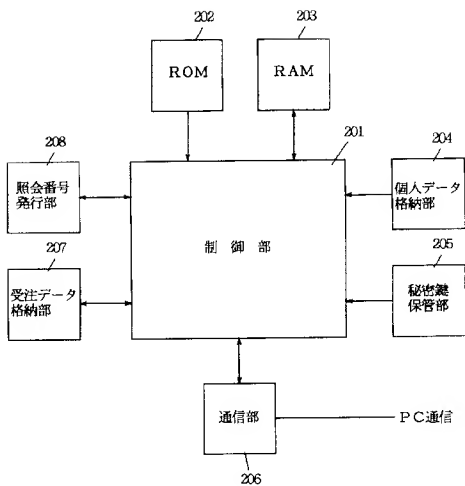 202
ROM
203
RAM
201
制御部
208
照会番号
発行部
204
個人データ
格納部
207
受注データ
格納部
205
秘密鍵
保管部
通信部
206
PC通信